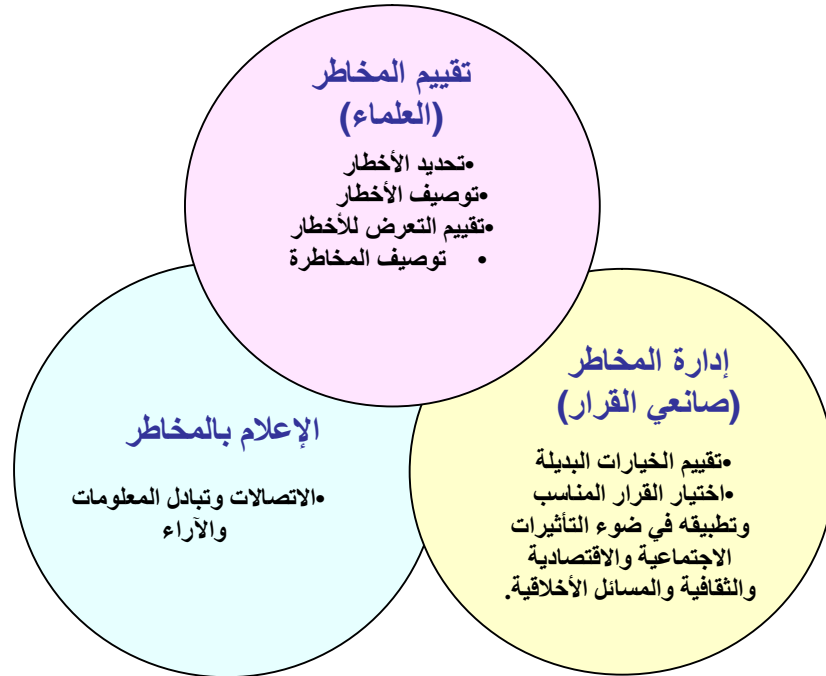 تقييم المخاطر
(العلماء)
•تحديد الأخطار
•توصيف الأخطار
•تقييم التعرض للأخطار
• توصيف المخاطرة
إدارة المخاطر
(صانعي القرار)
•تقييم الخيارات البديلة
•اختيار القرار المناسب
وتطبيقه في ضوء التأثيرات
الاجتماعية والاقتصادية
والثقافية والمسائل الأخلاقية.
الإعلام بالمخاطر
•الاتصالات وتبادل المعلومات
والآراء